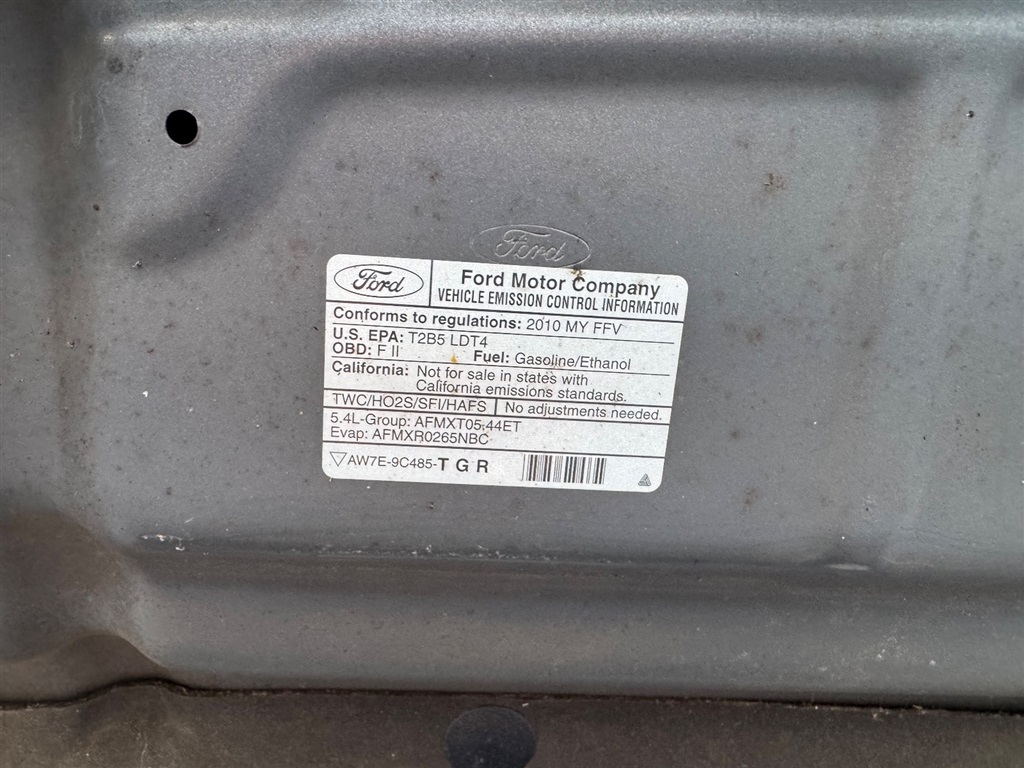 Ford
Ford
Ford Motor Company
VEHICLE EMISSION CONTROL INFORMATION
Conforms to regulations: 2010 MY FFV
U.S. EPA: T2B5 LDT4
OBD: F II Fuel: Gasoline/Ethanol
California: Not for sale in states with
California emissions standards.
TWC/HO2S/SFI/HAFS No adjustments needed.
5.4L-Group: AFMXT05.44ET
Evap: AFMXR0265NBC
AW7E-9C485-T G R